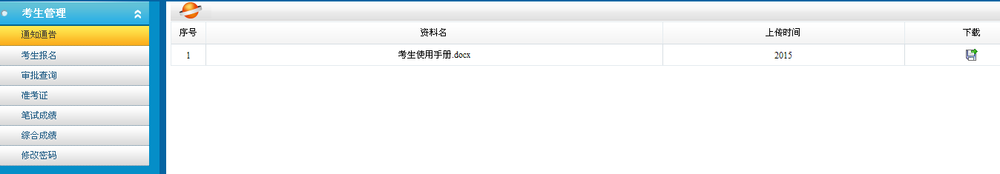 考生管理
通知通告
考生报名
审批查询
准考证
笔试成绩
综合成绩
修改密码
序号 资料名 上传时间 下载
1 考生使用手册.docx 2015